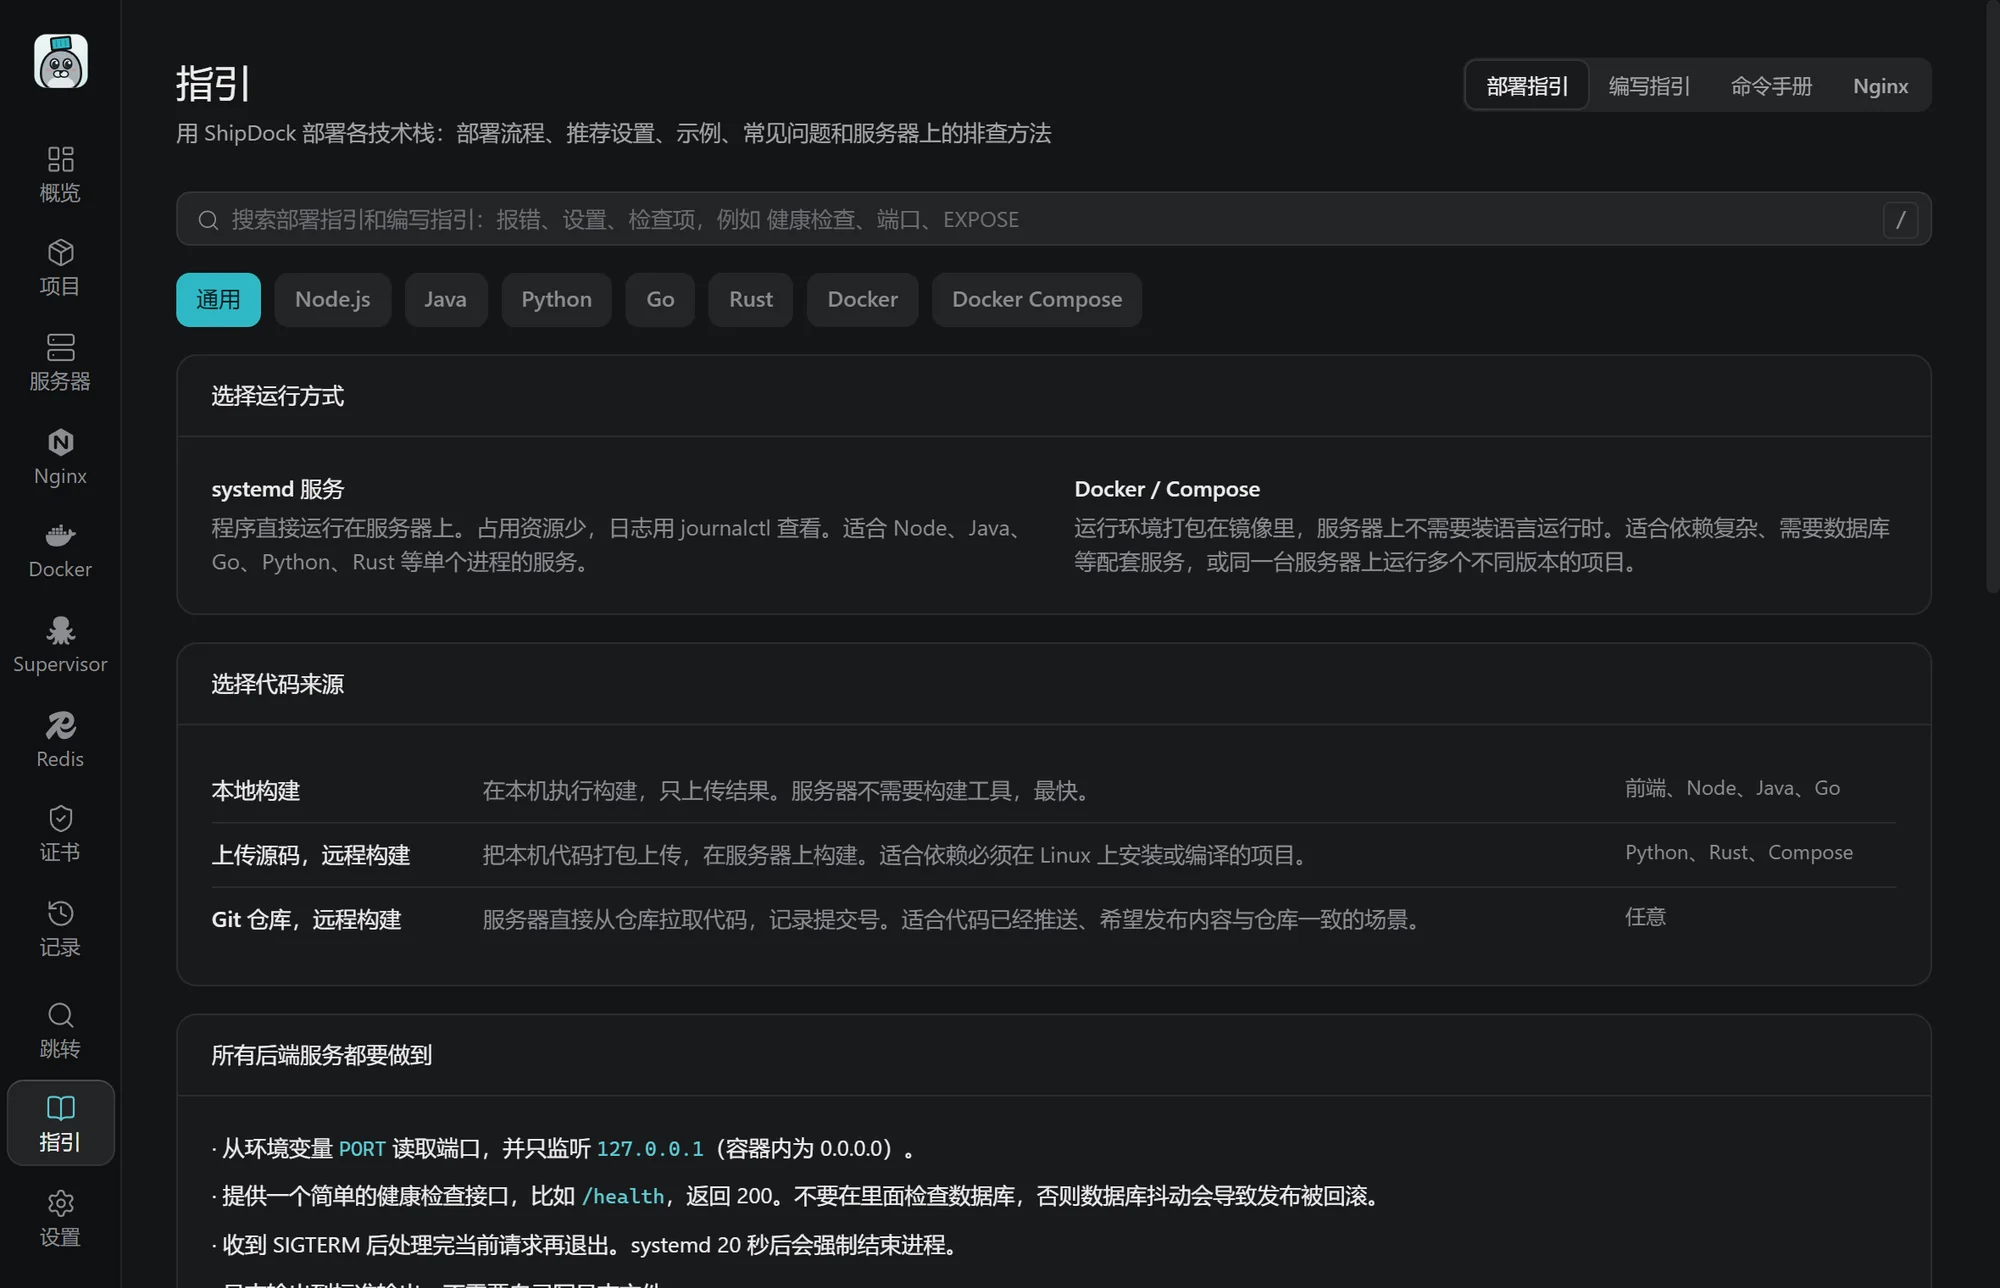 指引
用 ShipDock 部署各技术栈：部署流程、推荐设置、示例、常见问题和服务器上的排查方法
部署指引
编写指引
命令手册
Nginx
搜索部署指引和编写指引：报错、设置、检查项，例如 健康检查、端口、EXPOSE
/
通用
Node.js
Java
Python
Go
Rust
Docker
Docker Compose
概览
项目
服务器
Nginx
Docker
Supervisor
Redis
证书
记录
跳转
指引
设置
选择运行方式
systemd 服务
程序直接运行在服务器上。占用资源少，日志用 journalctl 查看。适合 Node、Java、
Go、Python、Rust 等单个进程的服务。
Docker / Compose
运行环境打包在镜像里，服务器上不需要装语言运行时。适合依赖复杂、需要数据库
等配套服务，或同一台服务器上运行多个不同版本的项目。
选择代码来源
本地构建
在本机执行构建，只上传结果。服务器不需要构建工具，最快。
前端、Node、Java、Go
上传源码，远程构建
把本机代码打包上传，在服务器上构建。适合依赖必须在 Linux 上安装或编译的项目。
Python、Rust、Compose
Git 仓库，远程构建
服务器直接从仓库拉取代码，记录提交号。适合代码已经推送、希望发布内容与仓库一致的场景。
任意
所有后端服务都要做到
· 从环境变量 PORT 读取端口，并只监听 127.0.0.1（容器内为 0.0.0.0）。
· 提供一个简单的健康检查接口，比如 /health，返回 200。不要在里面检查数据库，否则数据库抖动会导致发布被回滚。
· 收到 SIGTERM 后处理完当前请求再退出。systemd 20 秒后会强制结束进程。